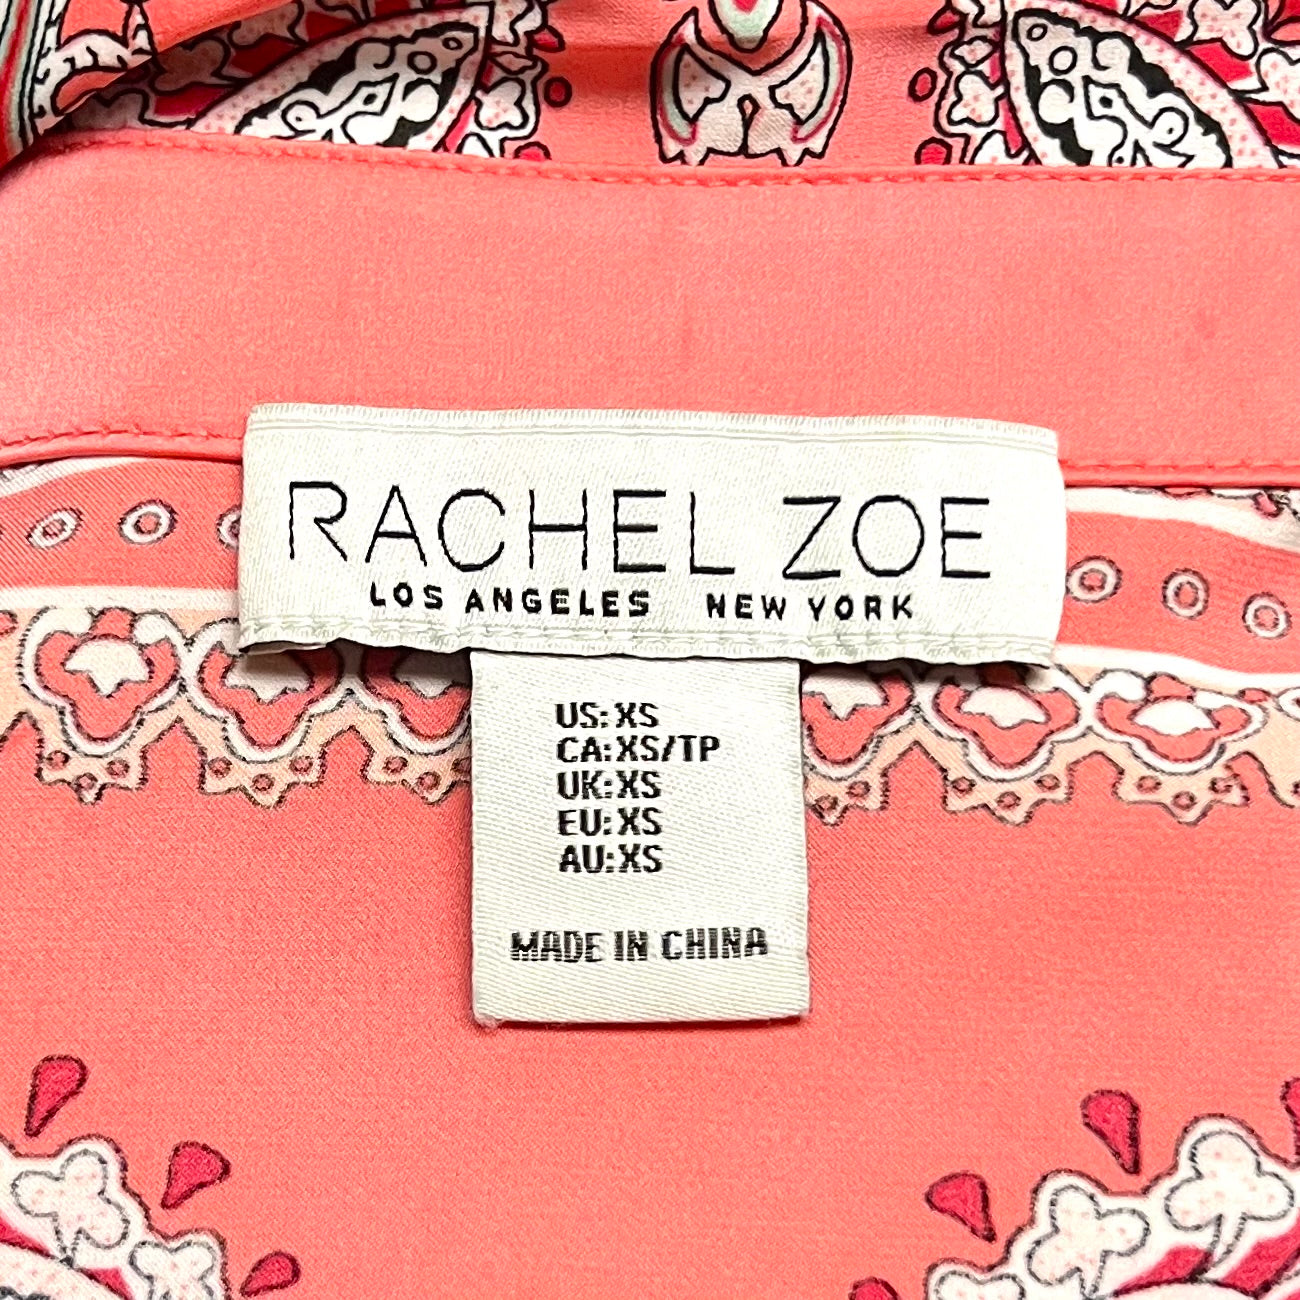 RACHEL ZOE
LOS ANGELES NEW YORK
US:XS
CA:XS/TP
UK:XS
EU:XS
AU:XS
MADE IN CHINA